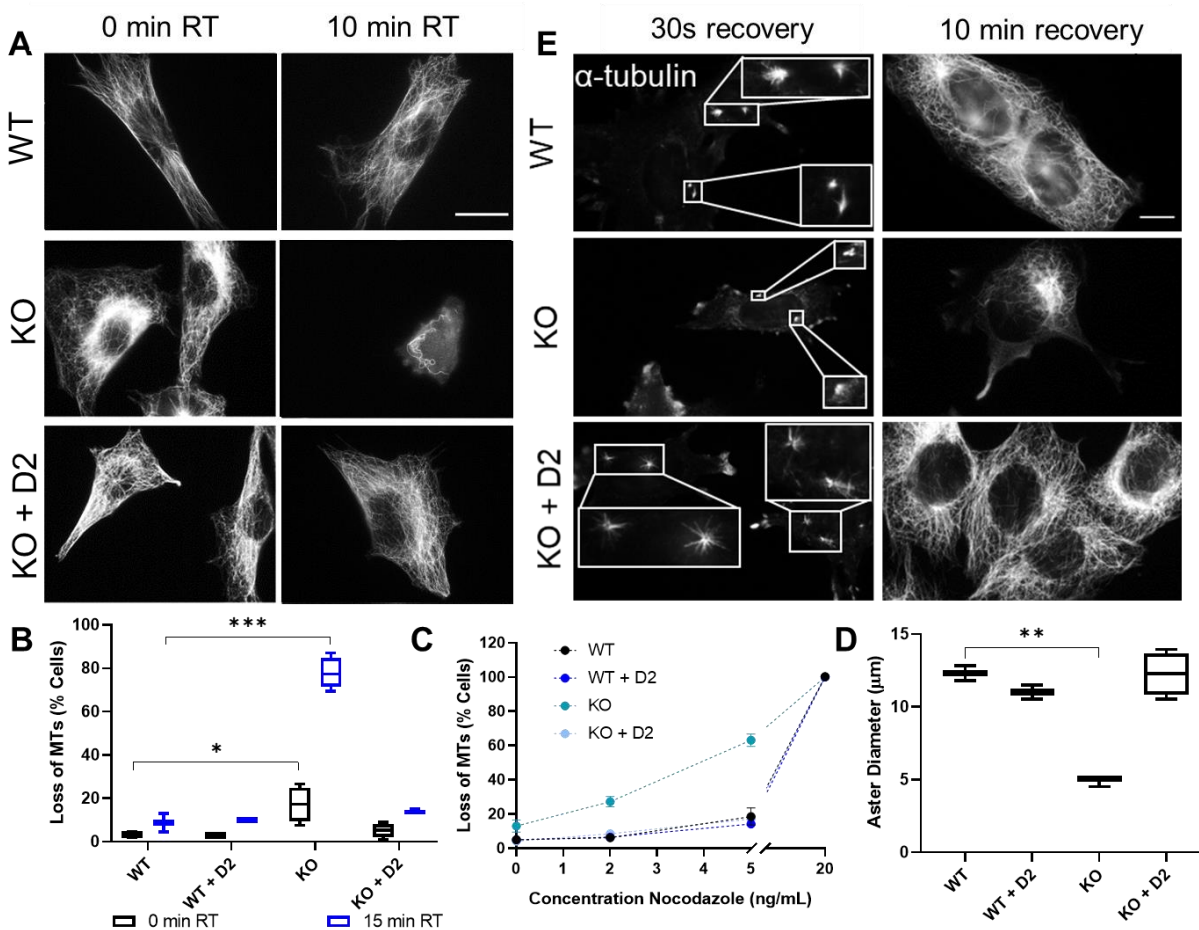 A
0 min RT
10 min RT
WT
KO
KO + D2
E
30s recovery
10 min recovery
α-tubulin
WT
KO
KO + D2
B
Loss of MTs (% Cells)
100
80
60
40
20
0
***
*
WT
WT + D2
KO
KO + D2
0 min RT
15 min RT
C
Loss of MTs (% Cells)
120
100
80
60
40
20
0
WT
WT + D2
KO
KO + D2
0
1
2
3
4
5
20
Concentration Nocodazole (ng/mL)
D
Aster Diameter (μm)
15
10
5
0
**
WT
WT + D2
KO
KO + D2